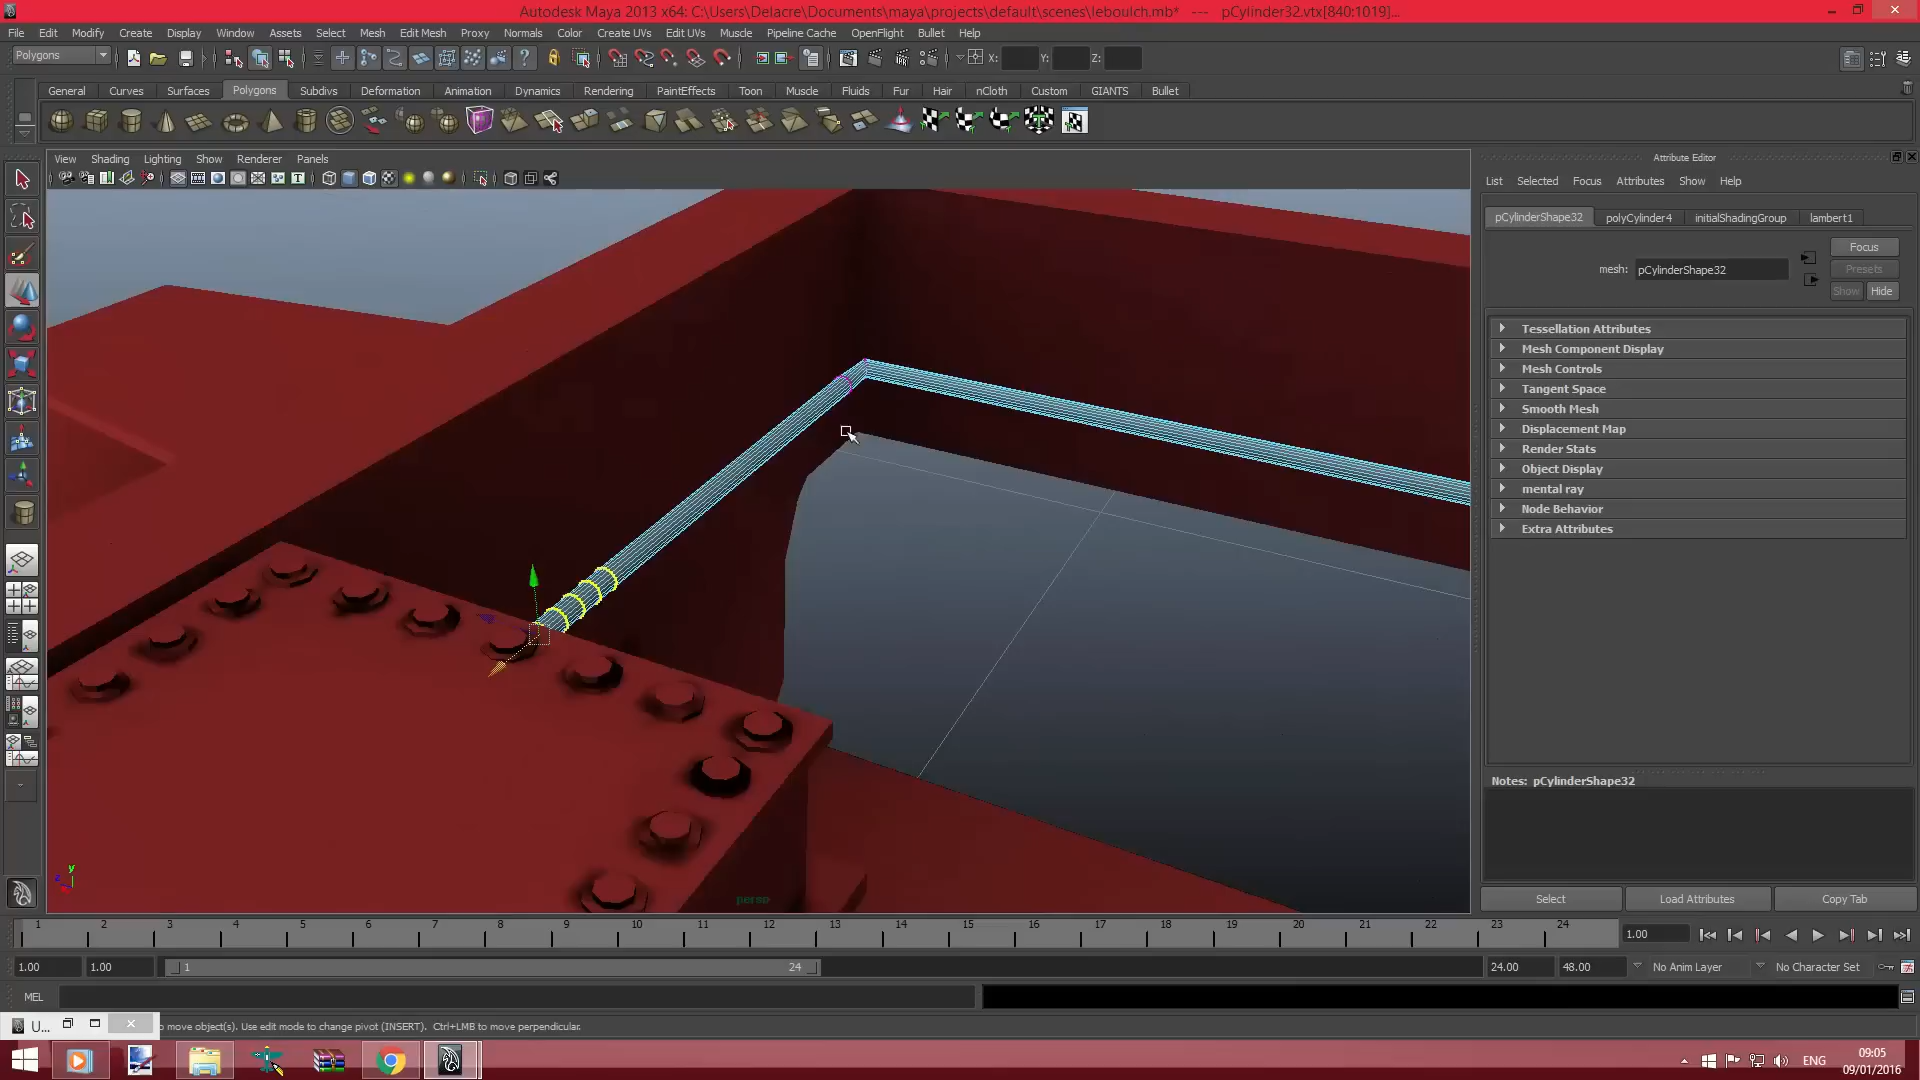 Autodesk Maya 2013 x64: C:\Users\Delacre\Documents\maya\projects\default\scenes\leboulch.mb* --- pCylinder32.vtx[840:1019]...
File Edit Modify Create Display Window Assets Select Mesh Edit Mesh Proxy Normals Color Create UVs Edit UVs Muscle Pipeline Cache OpenFlight Bullet Help
Polygons X: Y: Z:
General Curves Surfaces Polygons Subdivs Deformation Animation Dynamics Rendering PaintEffects Toon Muscle Fluids Fur Hair nCloth Custom GIANTS Bullet
View Shading Lighting Show Renderer Panels
Attribute Editor
List Selected Focus Attributes Show Help
pCylinderShape32 polyCylinder4 initialShadingGroup lambert1
Focus
mesh: pCylinderShape32
Presets
Show Hide
Tessellation Attributes
Mesh Component Display
Mesh Controls
Tangent Space
Smooth Mesh
Displacement Map
Render Stats
Object Display
mental ray
Node Behavior
Extra Attributes
Notes: pCylinderShape32
Select Load Attributes Copy Tab
y
z
persp
1 2 3 4 5 6 7 8 9 10 11 12 13 14 15 16 17 18 19 20 21 22 23 24
1.00
1.00 1.00 1 24 24.00 48.00 No Anim Layer No Character Set
MEL
U...
o move object(s). Use edit mode to change pivot (INSERT). Ctrl+LMB to move perpendicular.
ENG
09:05
09/01/2016